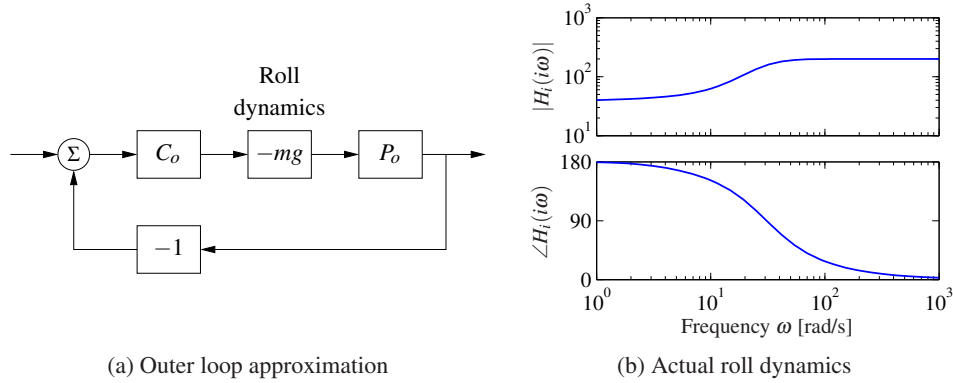 Roll
dynamics
Σ
C_o
−mg
P_o
−1
(a) Outer loop approximation
|H_i(iω)|
10^3
10^2
10^1
∠H_i(iω)
180
90
0
10^0 10^1 10^2 10^3
Frequency ω [rad/s]
(b) Actual roll dynamics